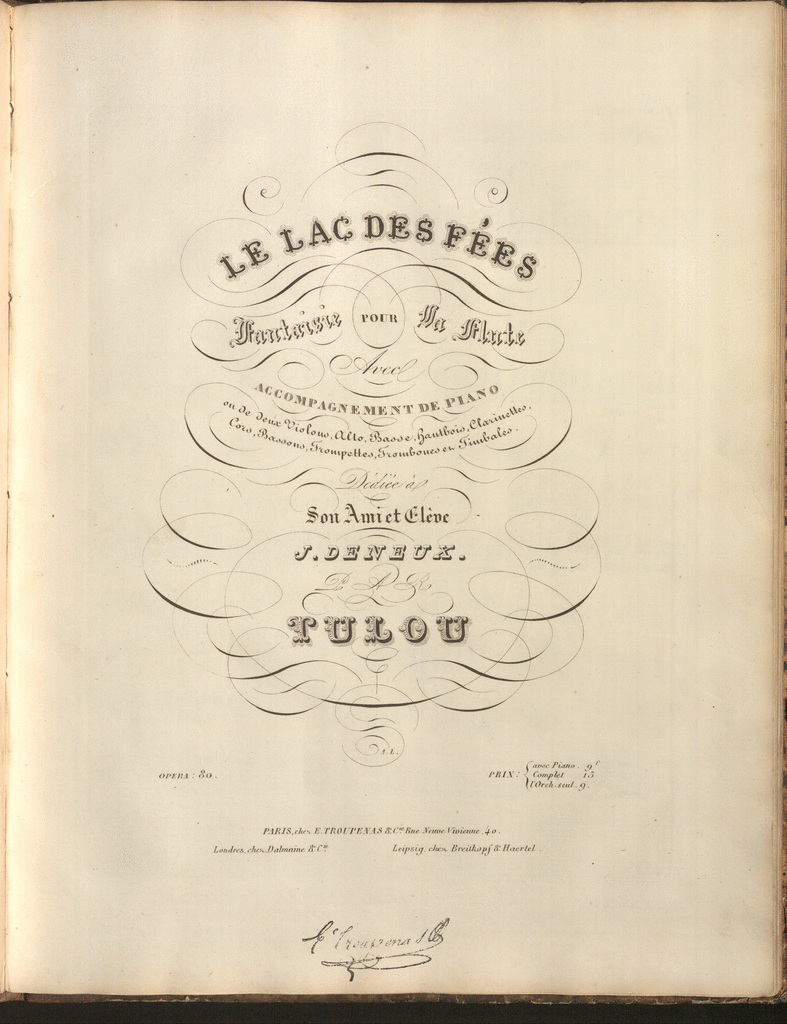 LE LAC DES FÉES
Fantaisie POUR La Flute
Avec
ACCOMPAGNEMENT DE PIANO
ou de deux Violons, Alto, Basse, Hautbois, Clarinettes,
Cors, Bassons, Trompettes, Trombones et Timbales.
Dédiée à
Son Ami et Elève
J. DENEUX.
PAR
TULOU
OPERA: 80.
PRIX: { avec Piano. 9f
Complet 15
l'Orch. seul. 9.
PARIS, chez E. TROUPENAS & Cie Rue Neuve Vivienne 40.
Londres, chez Dalmaine & Cie Leipsig, chez Breitkopf & Haertel.
E. Troupenas & Cie